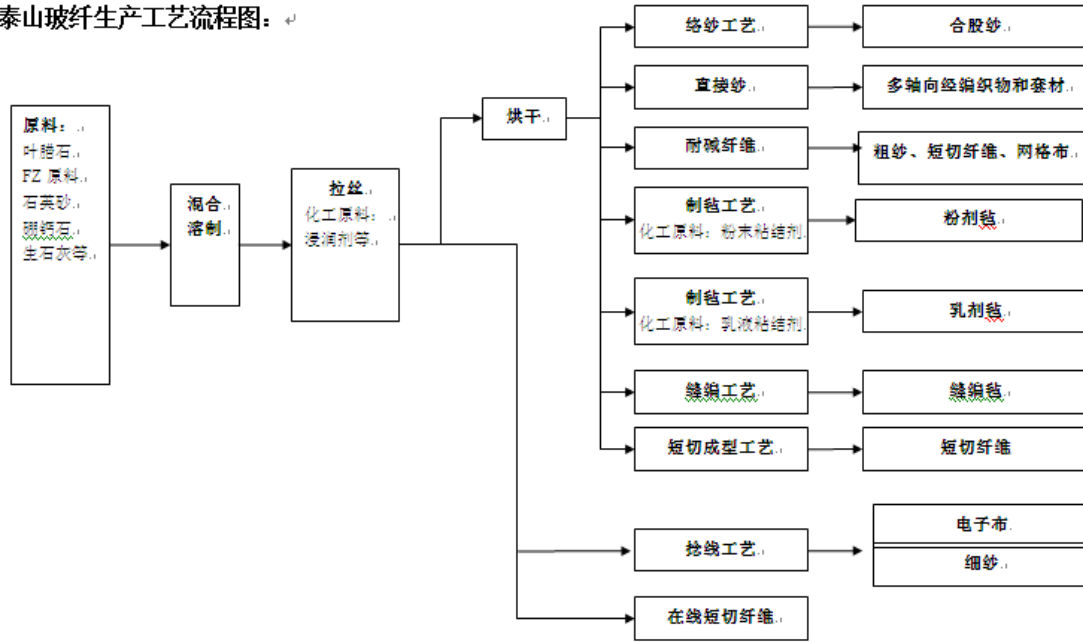 泰山玻纤生产工艺流程图：
原料：
叶腊石
FZ 原料
石英砂
硼钙石
生石灰等
混合
溶制
拉丝
化工原料：
浸润剂等
烘干
络纱工艺
合股纱
直接纱
多轴向经编织物和套材
耐碱纤维
粗纱、短切纤维、网格布
制毡工艺
化工原料：粉末粘结剂
粉剂毡
制毡工艺
化工原料：乳液粘结剂
乳剂毡
缝编工艺
缝编毡
短切成型工艺
短切纤维
捻线工艺
电子布
细纱
在线短切纤维